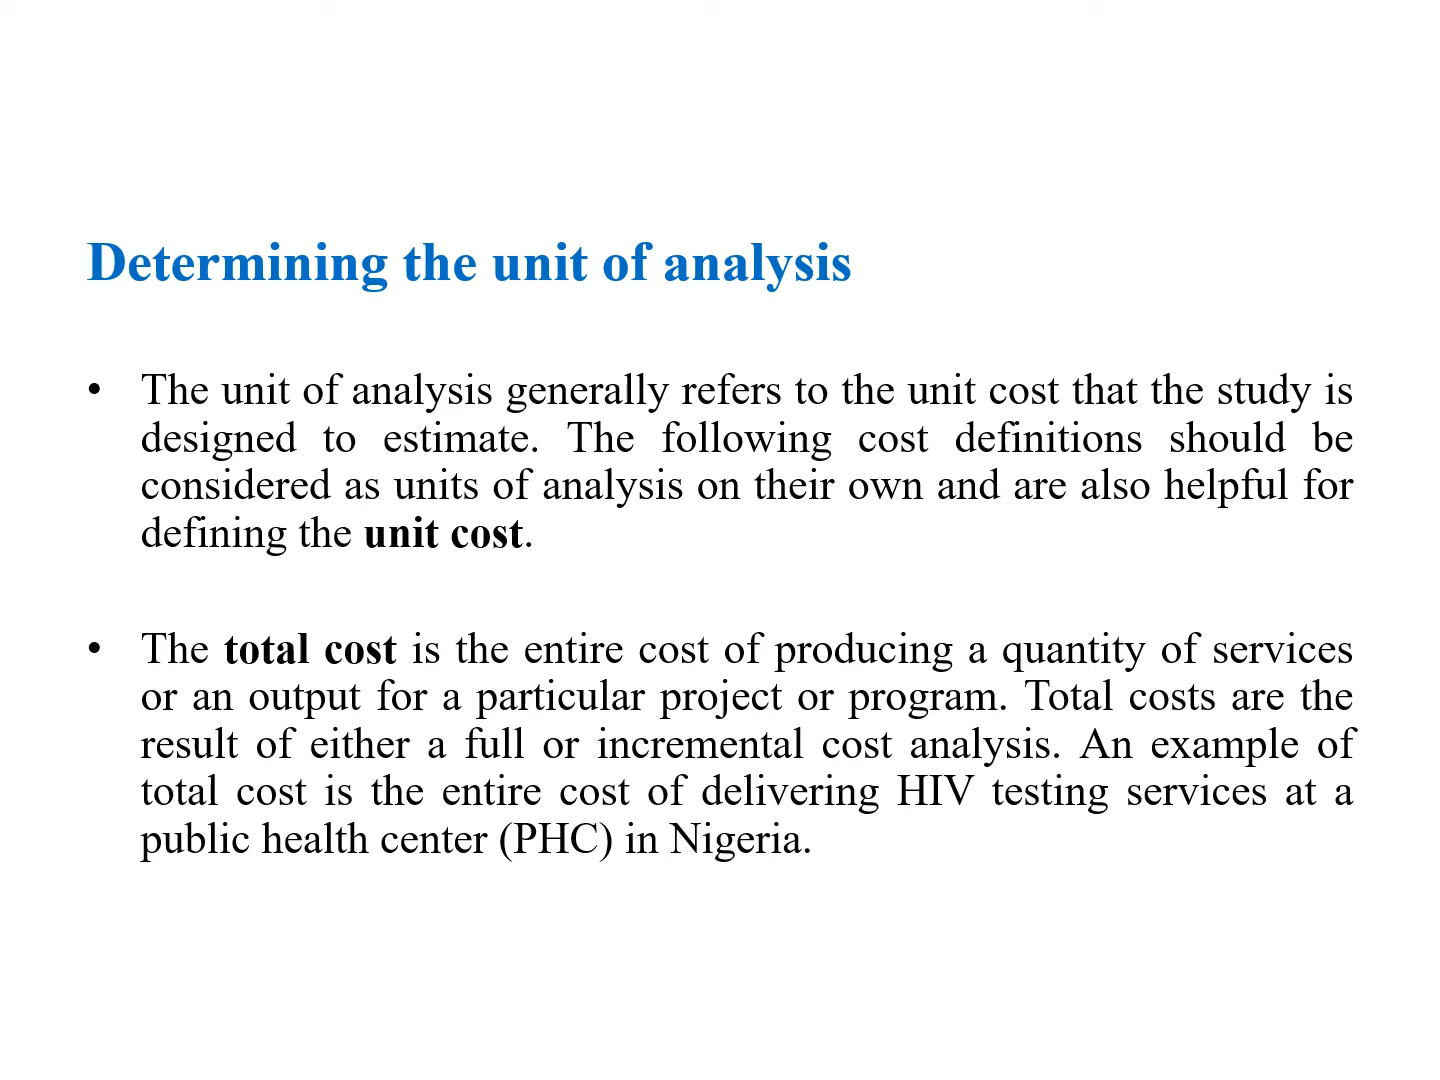 Determining the unit of analysis
• The unit of analysis generally refers to the unit cost that the study is
designed to estimate. The following cost definitions should be
considered as units of analysis on their own and are also helpful for
defining the unit cost.
• The total cost is the entire cost of producing a quantity of services
or an output for a particular project or program. Total costs are the
result of either a full or incremental cost analysis. An example of
total cost is the entire cost of delivering HIV testing services at a
public health center (PHC) in Nigeria.